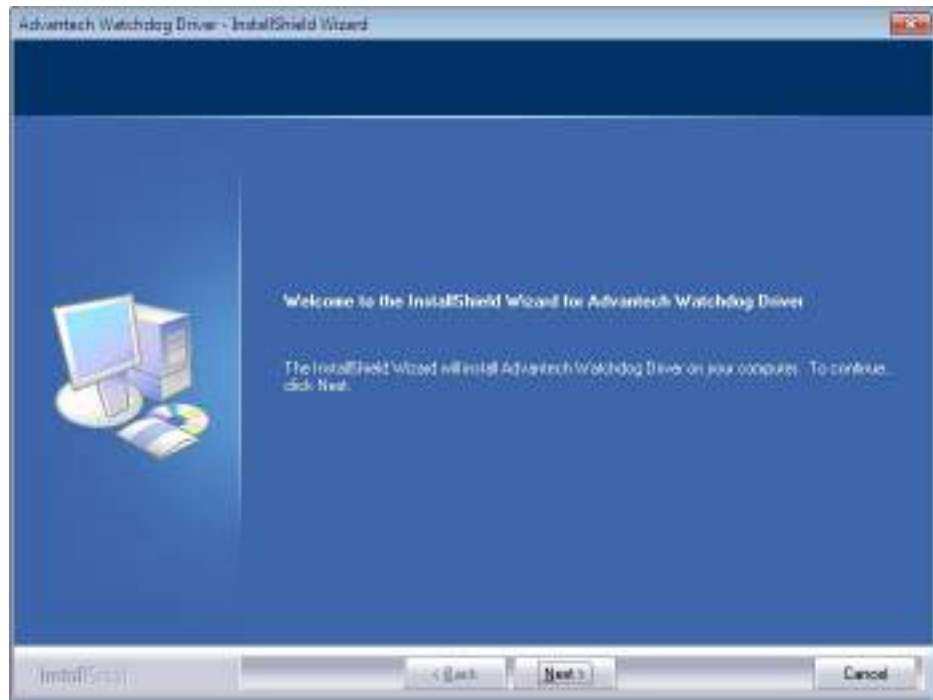 Advantech Watchdog Driver - InstallShield Wizard
Welcome to the InstallShield Wizard for Advantech Watchdog Driver
The InstallShield Wizard will install Advantech Watchdog Driver on your computer. To continue,
click Next.
InstallShield
< Back
Next >
Cancel